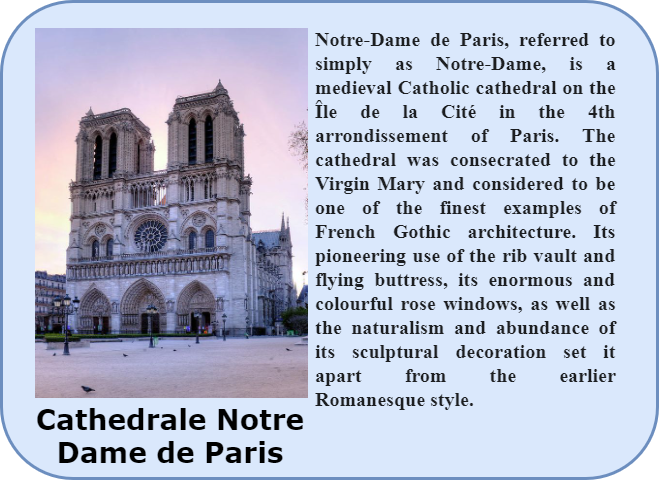 Notre-Dame de Paris, referred to
simply as Notre-Dame, is a
medieval Catholic cathedral on the
Île de la Cité in the 4th
arrondissement of Paris. The
cathedral was consecrated to the
Virgin Mary and considered to be
one of the finest examples of
French Gothic architecture. Its
pioneering use of the rib vault and
flying buttress, its enormous and
colourful rose windows, as well as
the naturalism and abundance of
its sculptural decoration set it
apart from the earlier
Romanesque style.
Cathedrale Notre
Dame de Paris